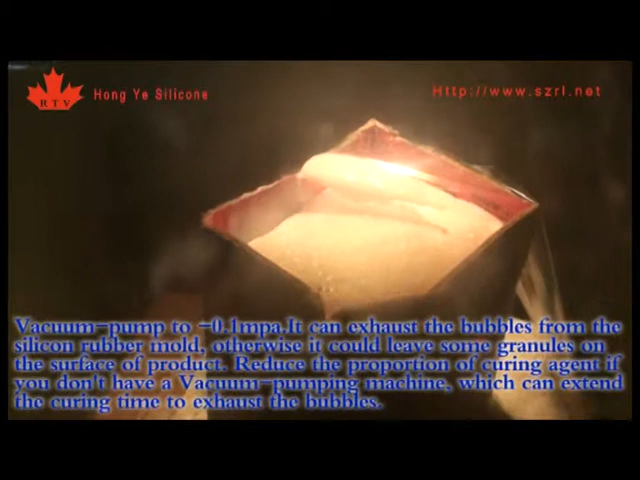 RTV
Hong Ye Silicone
Http://www.szrl.net
Vacuum-pump to -0.1mpa.It can exhaust the bubbles from the
silicon rubber mold, otherwise it could leave some granules on
the surface of product. Reduce the proportion of curing agent if
you don't have a Vacuum-pumping machine, which can extend
the curing time to exhaust the bubbles.